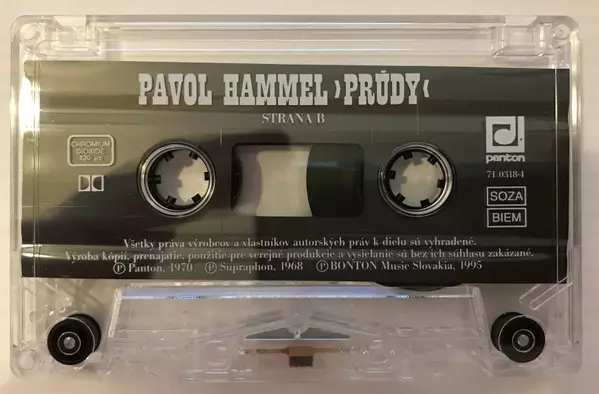 PAVOL HAMMEL ›PRÚDY‹
STRANA B
CHROMIUM
DIOXIDE
120 µs
panton
71 0318-4
SOZA
BIEM
Všetky práva výrobcov a vlastníkov autorských práv k dielu sú vyhradené.
Výroba kópií, prenajatie, použitie pre verejné produkcie a vysielanie sú bez ich súhlasu zakázané.
℗ Panton, 1970 ℗ Supraphon, 1968 ℗ BONTON Music Slovakia, 1995